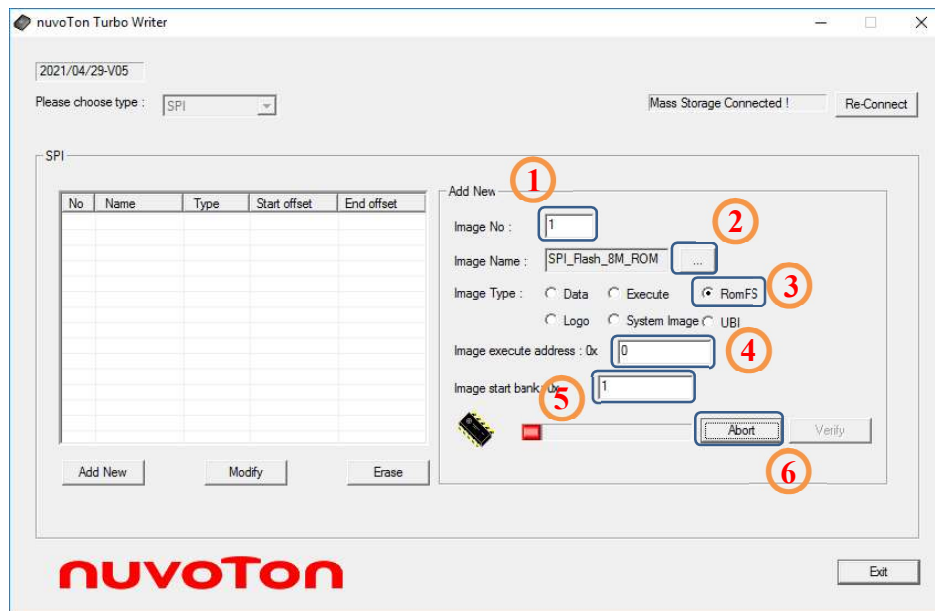 nuvoTon Turbo Writer
2021/04/29-V05
Please choose type : SPI
Mass Storage Connected ! Re-Connect
SPI
No Name Type Start offset End offset
Add New 1
Image No : 1
2
Image Name : SPI_Flash_8M_ROM ...
Image Type : Data Execute RomFS 3
Logo System Image UBI
Image execute address : 0x 0 4
Image start bank: 0x 1
5
Abort Verify
6
Add New Modify Erase
nuvoTon
Exit